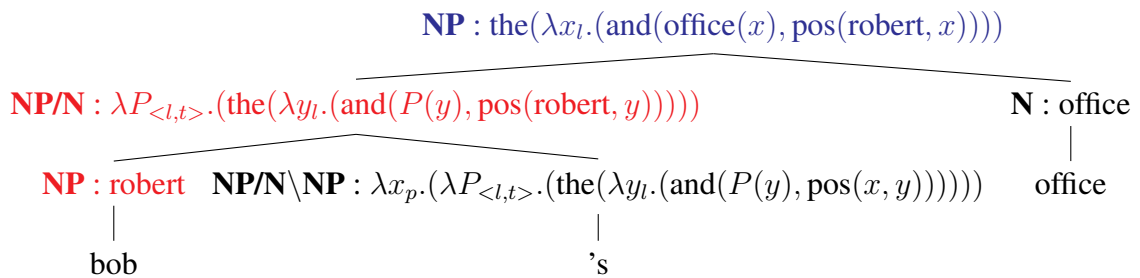 NP : the(λx_l.(and(office(x), pos(robert, x))))
NP/N : λP_<l,t>.(the(λy_l.(and(P(y), pos(robert, y))))) N : office
NP : robert NP/N\NP : λx_p.(λP_<l,t>.(the(λy_l.(and(P(y), pos(x, y)))))) office
bob 's